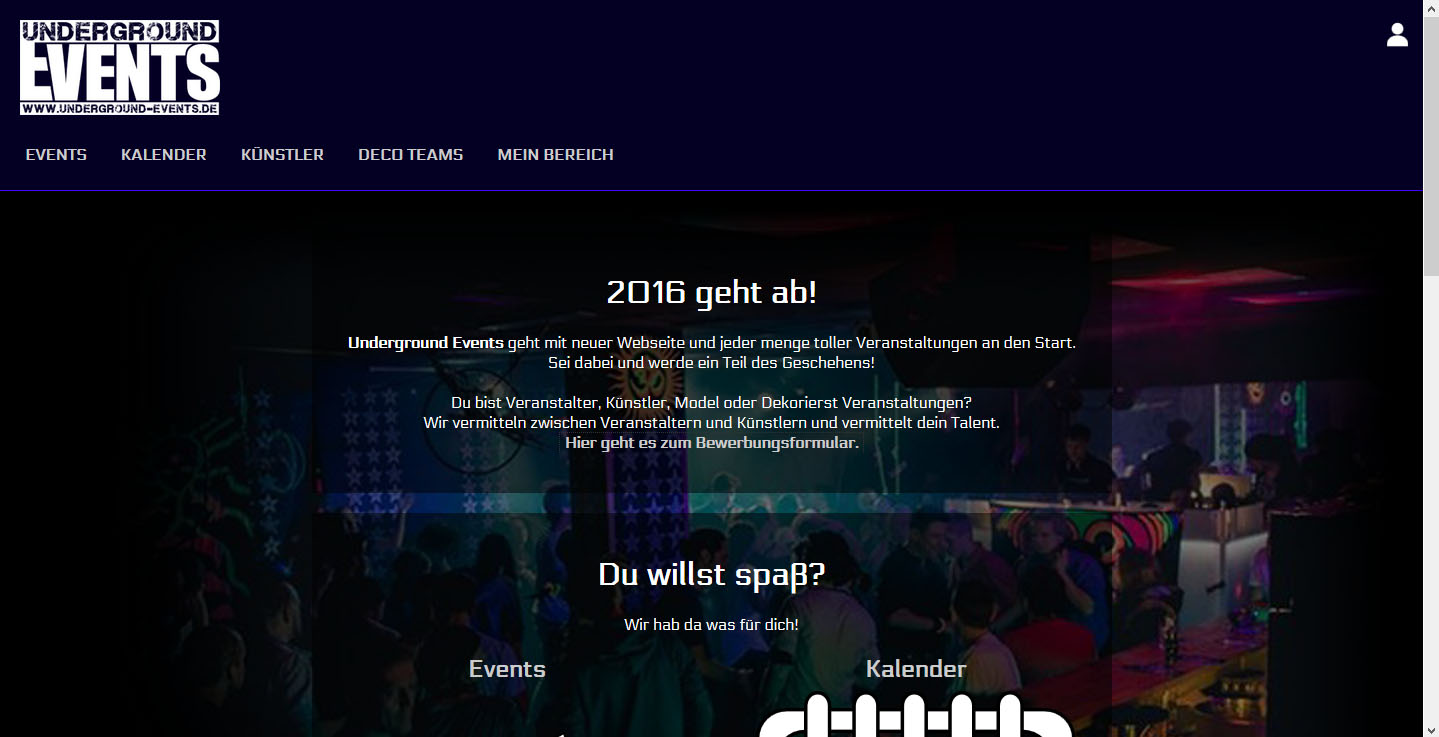 UNDERGROUND
EVENTS
WWW.UNDERGROUND-EVENTS.DE
EVENTS KALENDER KÜNSTLER DECO TEAMS MEIN BEREICH
2016 geht ab!
Underground Events geht mit neuer Webseite und jeder menge toller Veranstaltungen an den Start.
Sei dabei und werde ein Teil des Geschehens!
Du bist Veranstalter, Künstler, Model oder Dekorierst Veranstaltungen?
Wir vermitteln zwischen Veranstaltern und Künstlern und vermittelt dein Talent.
Hier geht es zum Bewerbungsformular.
Du willst spaß?
Wir hab da was für dich!
Events Kalender